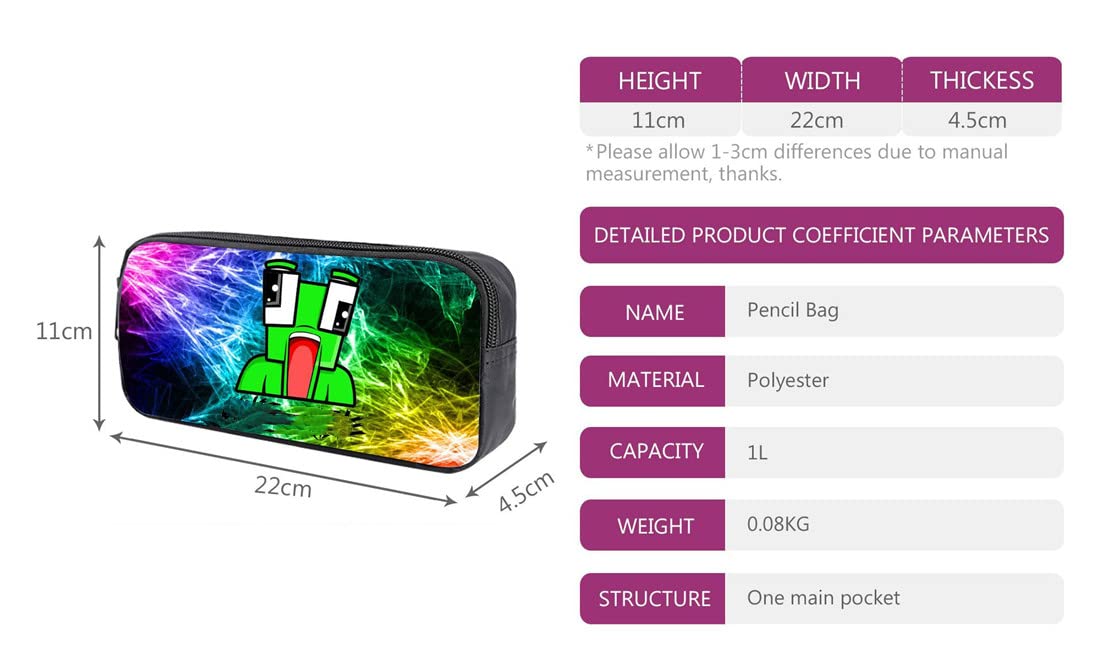 HEIGHT WIDTH THICKESS
11cm 22cm 4.5cm
*Please allow 1-3cm differences due to manual
measurement, thanks.
DETAILED PRODUCT COEFFICIENT PARAMETERS
NAME Pencil Bag
MATERIAL Polyester
CAPACITY 1L
WEIGHT 0.08KG
STRUCTURE One main pocket
11cm
22cm
4.5cm